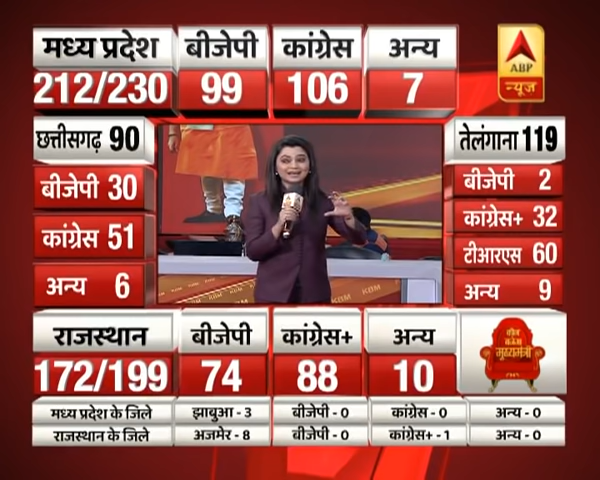 मध्य प्रदेश बीजेपी कांग्रेस अन्य
212/230 99 106 7
ABP
न्यूज़
छत्तीसगढ़ 90
बीजेपी 30
कांग्रेस 51
अन्य 6
तेलंगाना 119
बीजेपी 2
कांग्रेस+ 32
टीआरएस 60
अन्य 9
KBM
राजस्थान बीजेपी कांग्रेस+ अन्य
172/199 74 88 10
कौन
बनेगा
मुख्यमंत्री
मध्य प्रदेश के जिले झाबुआ - 3 बीजेपी - 0 कांग्रेस - 0 अन्य - 0
राजस्थान के जिले अजमेर - 8 बीजेपी - 0 कांग्रेस+ - 1 अन्य - 0